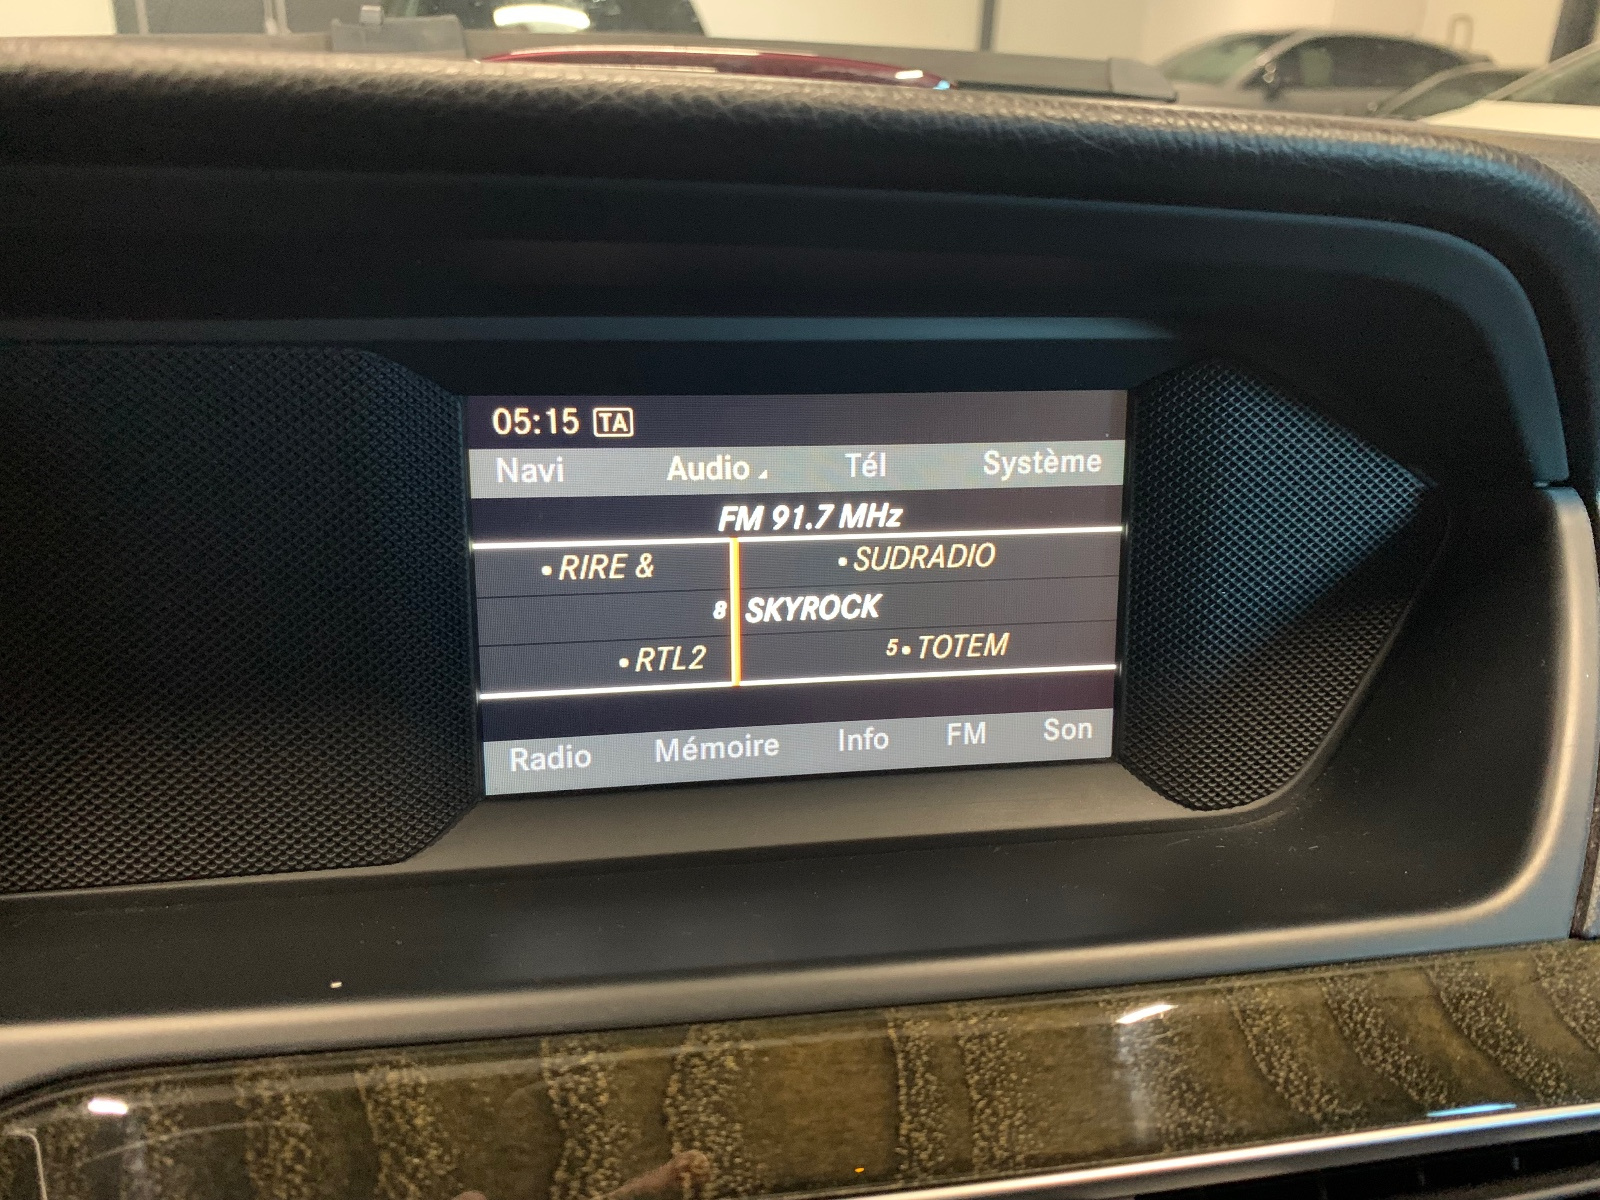 05:15 TA
Navi Audio Tél Système
FM 91.7 MHz
•RIRE & •SUDRADIO
8 SKYROCK
•RTL2 5•TOTEM
Radio Mémoire Info FM Son